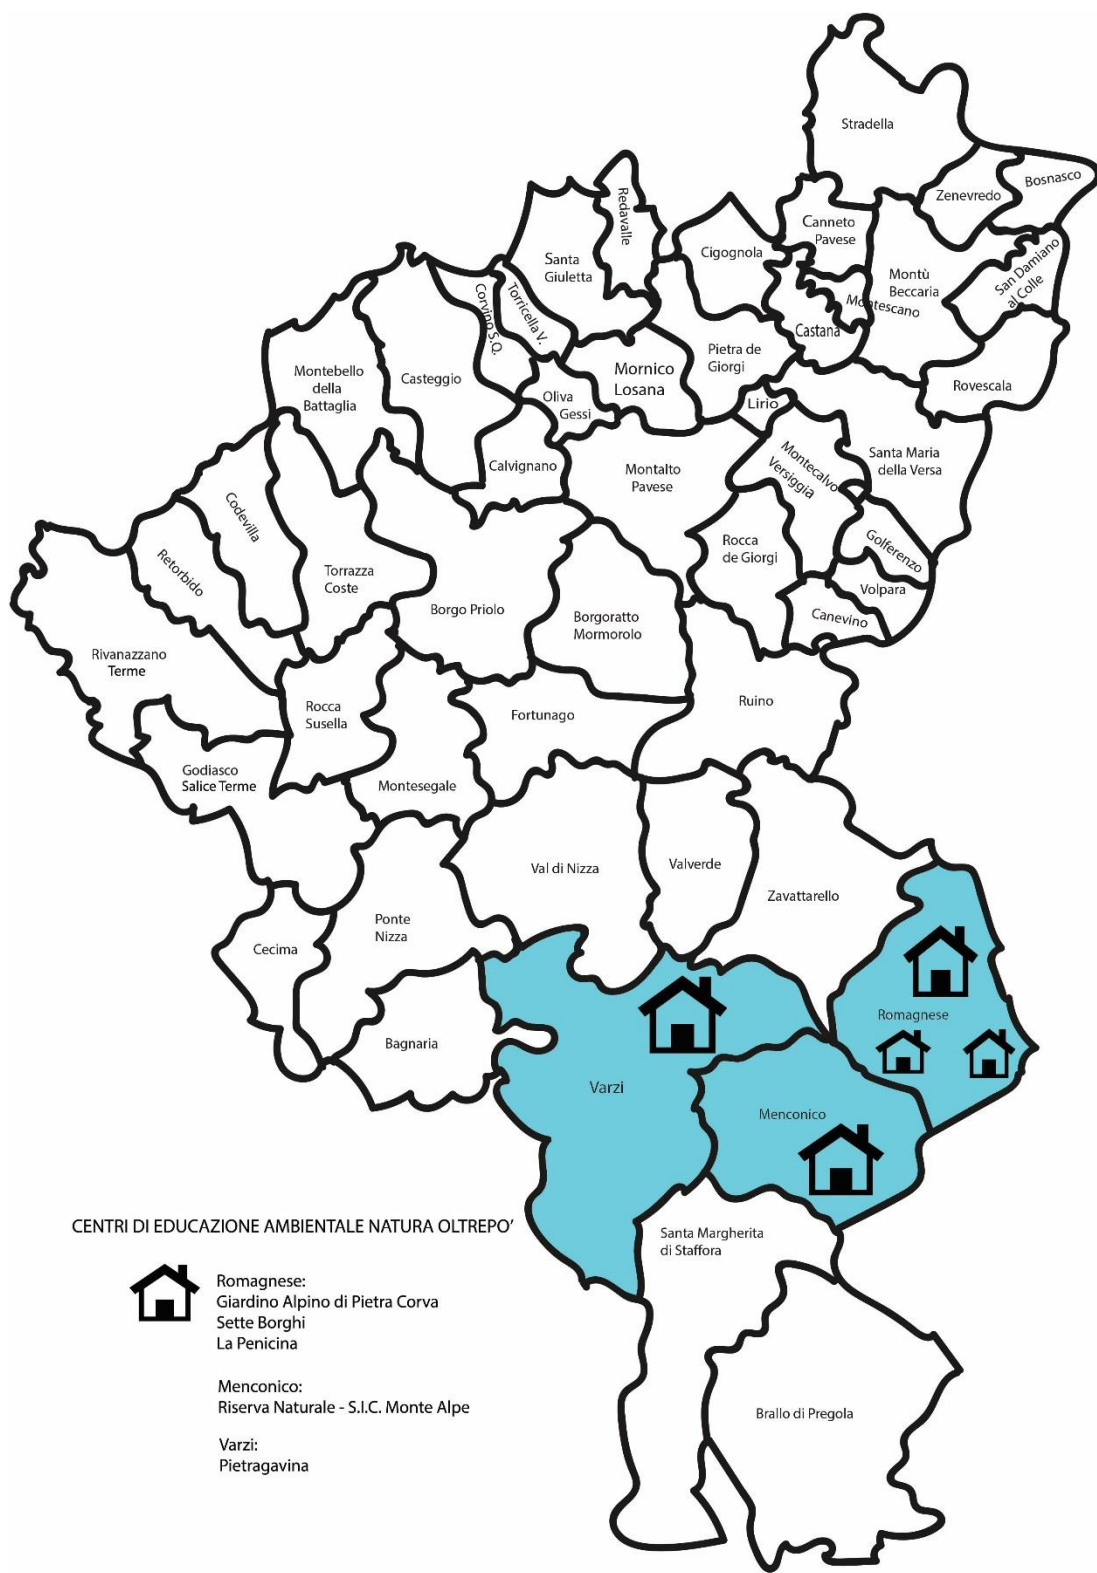 Stradella
Bosnasco
Zenevredo
Redavalle
Canneto
Pavese
Cigognola
Santa
Giuletta
San Damiano
al Colle
Montù
Beccaria
Montescano
Corvino S.Q.
Torricella V.
Castana
Pietra de
Giorgi
Montebello
della
Battaglia
Casteggio
Mornico
Losana
Rovescala
Oliva
Gessi
Lirio
Santa Maria
della Versa
Calvignano
Montalto
Pavese
Montecalvo
Versiggia
Codevilla
Rocca
de Giorgi
Golferenzo
Retorbido
Torrazza
Coste
Volpara
Borgo Priolo
Borgoratto
Mormorolo
Canevino
Rivanazzano
Terme
Rocca
Susella
Fortunago
Ruino
Godiasco
Salice Terme
Montesegale
Val di Nizza
Valverde
Zavattarello
Ponte
Nizza
Cecima
Romagnese
Bagnaria
Varzi
Menconico
CENTRI DI EDUCAZIONE AMBIENTALE NATURA OLTREPO'
Santa Margherita
di Staffora
Romagnese:
Giardino Alpino di Pietra Corva
Sette Borghi
La Penicina
Menconico:
Riserva Naturale - S.I.C. Monte Alpe
Brallo di Pregola
Varzi:
Pietragavina